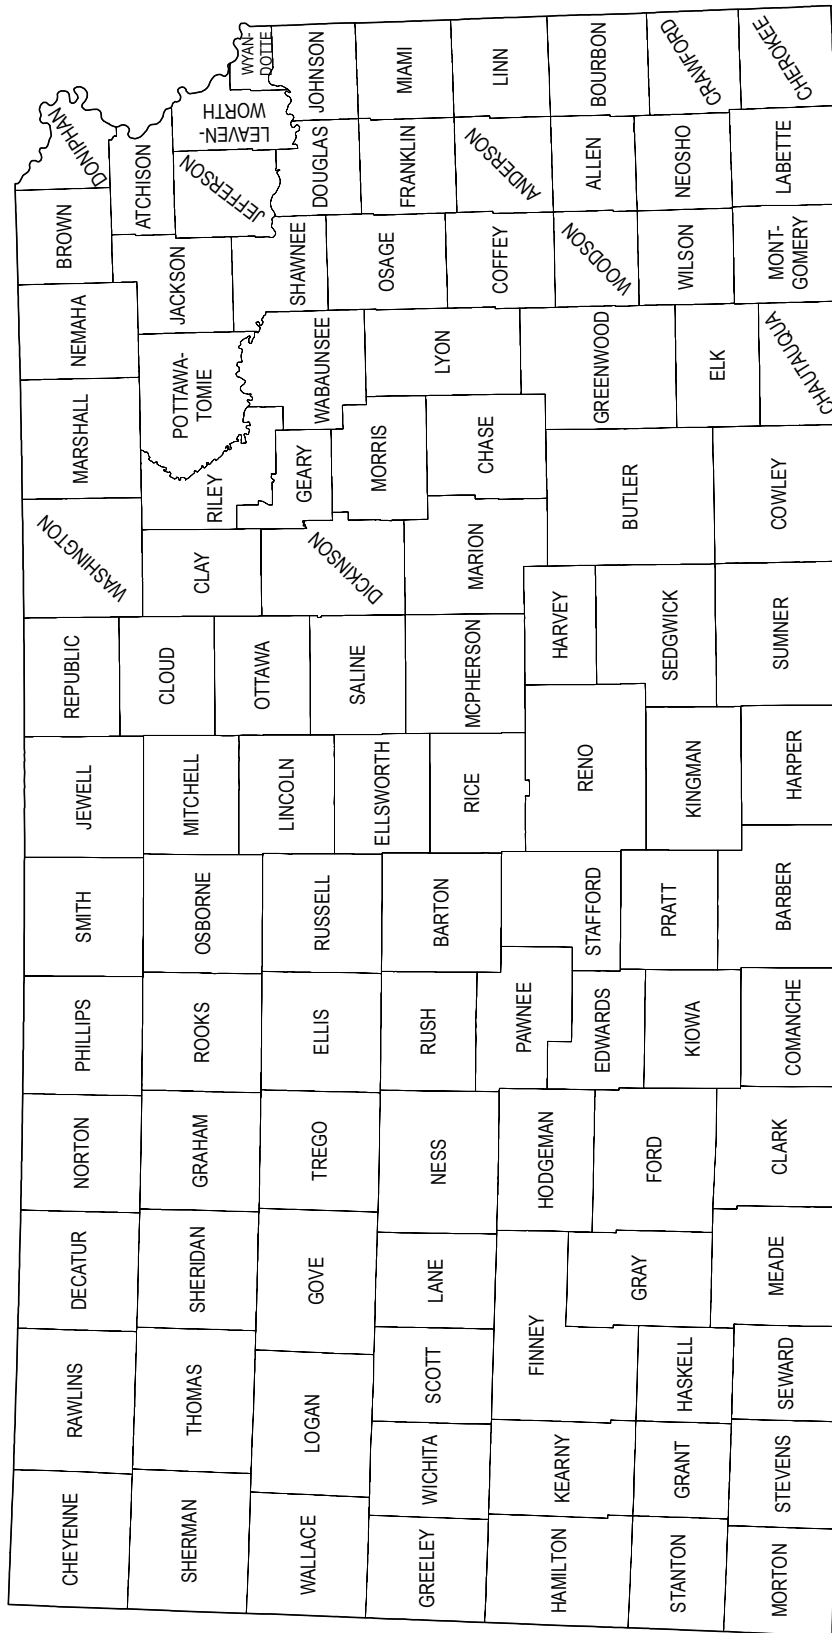 CHEYENNE
RAWLINS
DECATUR
NORTON
PHILLIPS
SMITH
JEWELL
REPUBLIC
WASHINGTON
MARSHALL
NEMAHA
BROWN
DONIPHAN
SHERMAN
THOMAS
SHERIDAN
GRAHAM
ROOKS
OSBORNE
MITCHELL
CLOUD
CLAY
RILEY
POTTAWA-
TOMIE
JACKSON
ATCHISON
JEFFERSON
LEAVEN-
WORTH
WYAN-
DOTTE
WALLACE
LOGAN
GOVE
TREGO
ELLIS
RUSSELL
LINCOLN
OTTAWA
DICKINSON
GEARY
WABAUNSEE
SHAWNEE
DOUGLAS
JOHNSON
GREELEY
WICHITA
SCOTT
LANE
NESS
RUSH
BARTON
ELLSWORTH
SALINE
MORRIS
LYON
OSAGE
FRANKLIN
MIAMI
HAMILTON
KEARNY
FINNEY
HODGEMAN
PAWNEE
RICE
MCPHERSON
MARION
CHASE
COFFEY
ANDERSON
LINN
STANTON
GRANT
HASKELL
GRAY
FORD
EDWARDS
STAFFORD
RENO
HARVEY
BUTLER
GREENWOOD
WOODSON
ALLEN
BOURBON
KIOWA
PRATT
KINGMAN
SEDGWICK
ELK
WILSON
NEOSHO
CRAWFORD
MORTON
STEVENS
SEWARD
MEADE
CLARK
COMANCHE
BARBER
HARPER
SUMNER
COWLEY
CHAUTAUQUA
MONT-
GOMERY
LABETTE
CHEROKEE